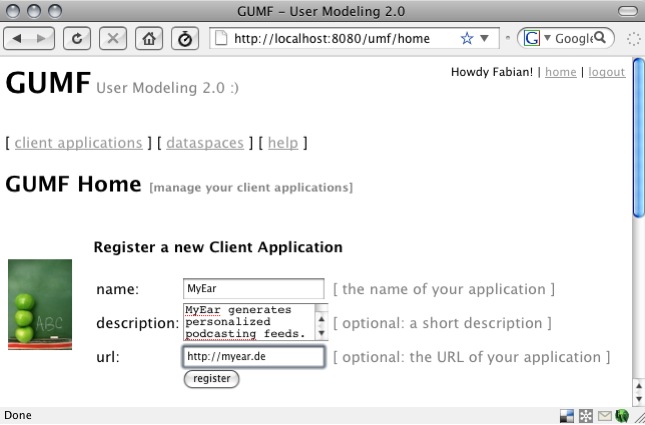 GUMF - User Modeling 2.0
http://localhost:8080/umf/home
Google
Howdy Fabian! | home | logout
GUMF User Modeling 2.0 :)
[ client applications ] [ dataspaces ] [ help ]
GUMF Home [manage your client applications]
Register a new Client Application
ABC
name: MyEar [ the name of your application ]
description: MyEar generates
personalized
podcasting feeds. [ optional: a short description ]
url: http://myear.de [ optional: the URL of your application ]
register
Done